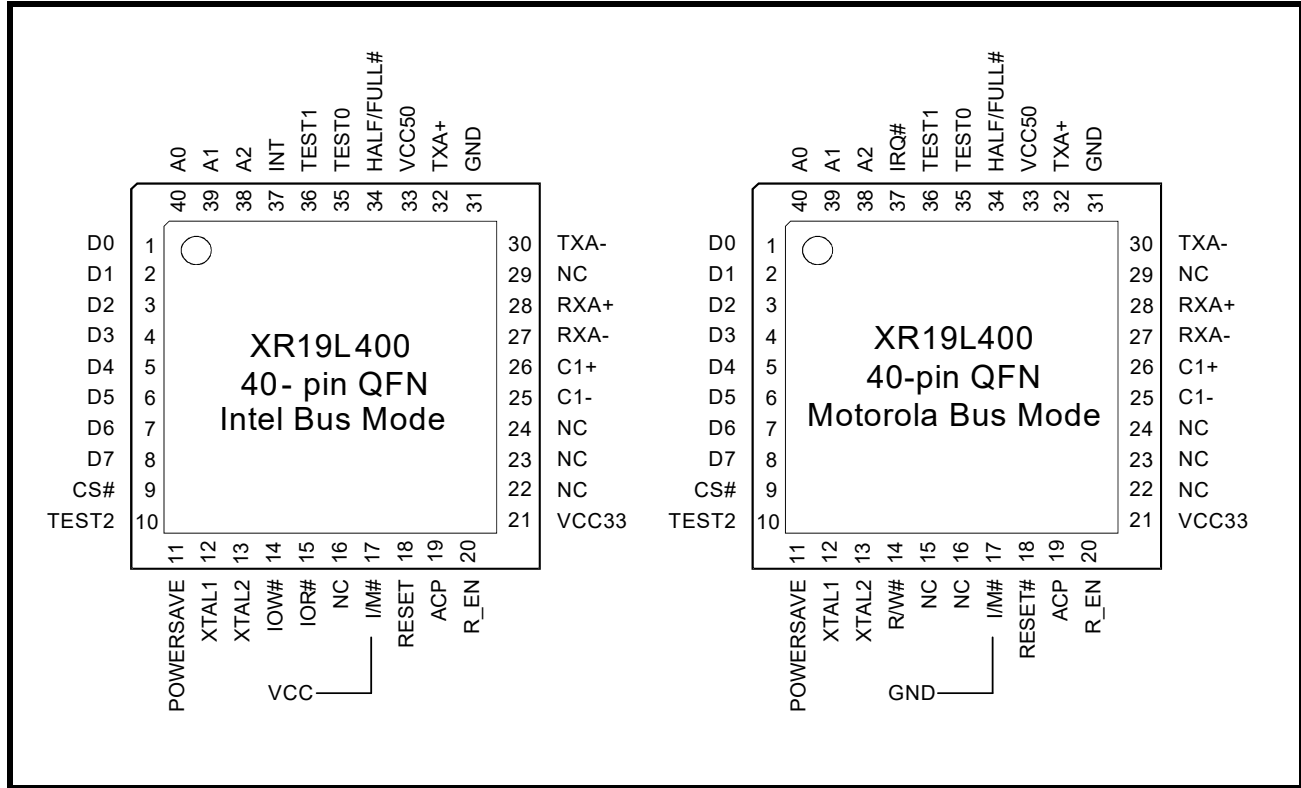 A0
A1
A2
INT
TEST1
TEST0
HALF/FULL#
VCC50
TXA+
GND
40
39
38
37
36
35
34
33
32
31
D0 1
D1 2
D2 3
D3 4
D4 5
D5 6
D6 7
D7 8
CS# 9
TEST2 10
XR19L400
40- pin QFN
Intel Bus Mode
30 TXA-
29 NC
28 RXA+
27 RXA-
26 C1+
25 C1-
24 NC
23 NC
22 NC
21 VCC33
11
12
13
14
15
16
17
18
19
20
POWERSAVE
XTAL1
XTAL2
IOW#
IOR#
NC
I/M#
RESET
ACP
R_EN
VCC
A0
A1
A2
IRQ#
TEST1
TEST0
HALF/FULL#
VCC50
TXA+
GND
40
39
38
37
36
35
34
33
32
31
D0 1
D1 2
D2 3
D3 4
D4 5
D5 6
D6 7
D7 8
CS# 9
TEST2 10
XR19L400
40-pin QFN
Motorola Bus Mode
30 TXA-
29 NC
28 RXA+
27 RXA-
26 C1+
25 C1-
24 NC
23 NC
22 NC
21 VCC33
11
12
13
14
15
16
17
18
19
20
POWERSAVE
XTAL1
XTAL2
R/W#
NC
NC
I/M#
RESET#
ACP
R_EN
GND